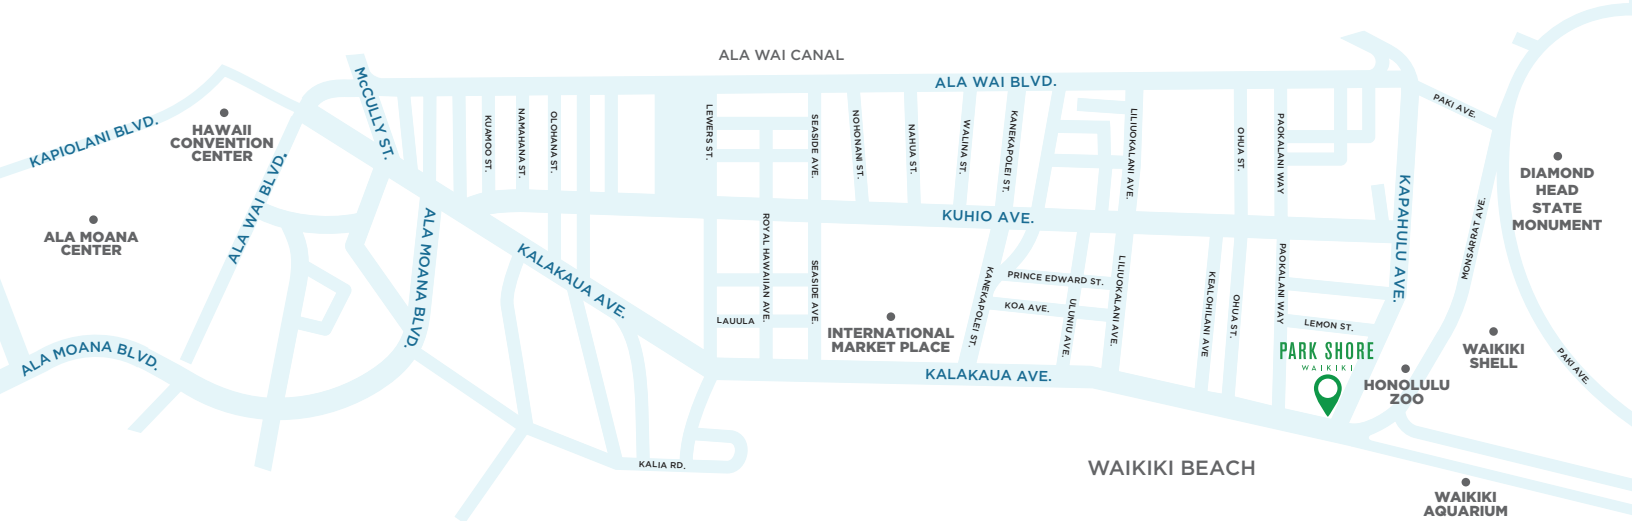 ALA WAI CANAL
ALA WAI BLVD.
McCULLY ST.
KAPIOLANI BLVD.
HAWAII
CONVENTION
CENTER
ALA WAI BLVD.
ALA MOANA
CENTER
ALA MOANA BLVD.
ALA MOANA BLVD.
KUAMOO ST.
NAMAHANA ST.
OLOHANA ST.
LEWERS ST.
SEASIDE AVE.
NOHONANI ST.
NAHUA ST.
WALINA ST.
KANEKAPOLEI ST.
LILIUOKALANI AVE.
OHUA ST.
PAOKALANI WAY
PAKI AVE.
KAPAHULU AVE.
MONSARRAT AVE.
DIAMOND
HEAD
STATE
MONUMENT
KUHIO AVE.
KALAKAUA AVE.
ROYAL HAWAIIAN AVE.
SEASIDE AVE.
LAUULA
INTERNATIONAL
MARKET PLACE
KANEKAPOLEI ST.
PRINCE EDWARD ST.
KOA AVE.
ULUNIU AVE.
LILIUOKALANI AVE.
KEALOHILANI AVE
OHUA ST.
PAOKALANI WAY
LEMON ST.
PARK SHORE
WAIKIKI
HONOLULU
ZOO
WAIKIKI
SHELL
PAKI AVE.
KALAKAUA AVE.
KALIA RD.
WAIKIKI BEACH
WAIKIKI
AQUARIUM